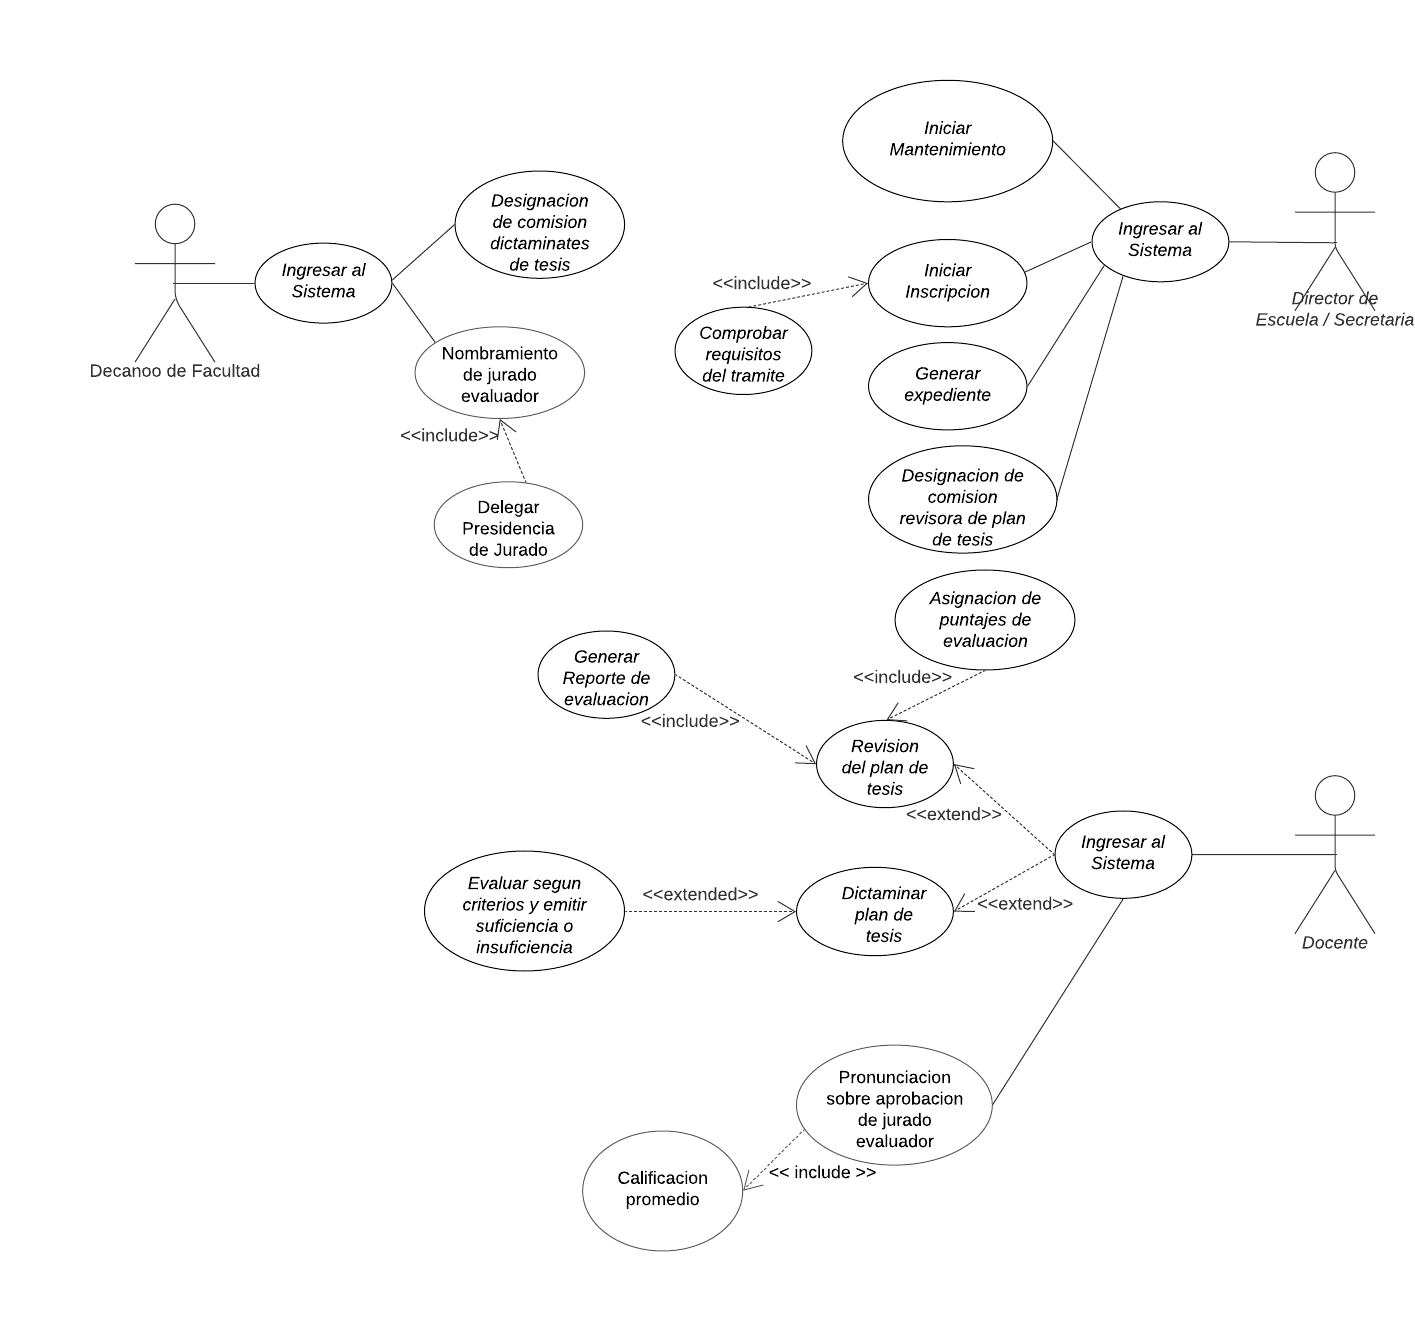 Iniciar
Mantenimiento
Designacion
de comision
dictaminates
de tesis
Ingresar al
Sistema
Ingresar al
Sistema
Iniciar
Inscripcion
<<include>>
Director de
Escuela / Secretaria
Comprobar
requisitos
del tramite
Decanoo de Facultad
Nombramiento
de jurado
evaluador
Generar
expediente
<<include>>
Delegar
Presidencia
de Jurado
Designacion de
comision
revisora de plan
de tesis
Asignacion de
puntajes de
evaluacion
Generar
Reporte de
evaluacion
<<include>>
<<include>>
Revision
del plan de
tesis
<<extend>>
Ingresar al
Sistema
Evaluar segun
criterios y emitir
suficiencia o
insuficiencia
<<extended>>
Dictaminar
plan de
tesis
<<extend>>
Docente
Pronunciacion
sobre aprobacion
de jurado
evaluador
<< include >>
Calificacion
promedio